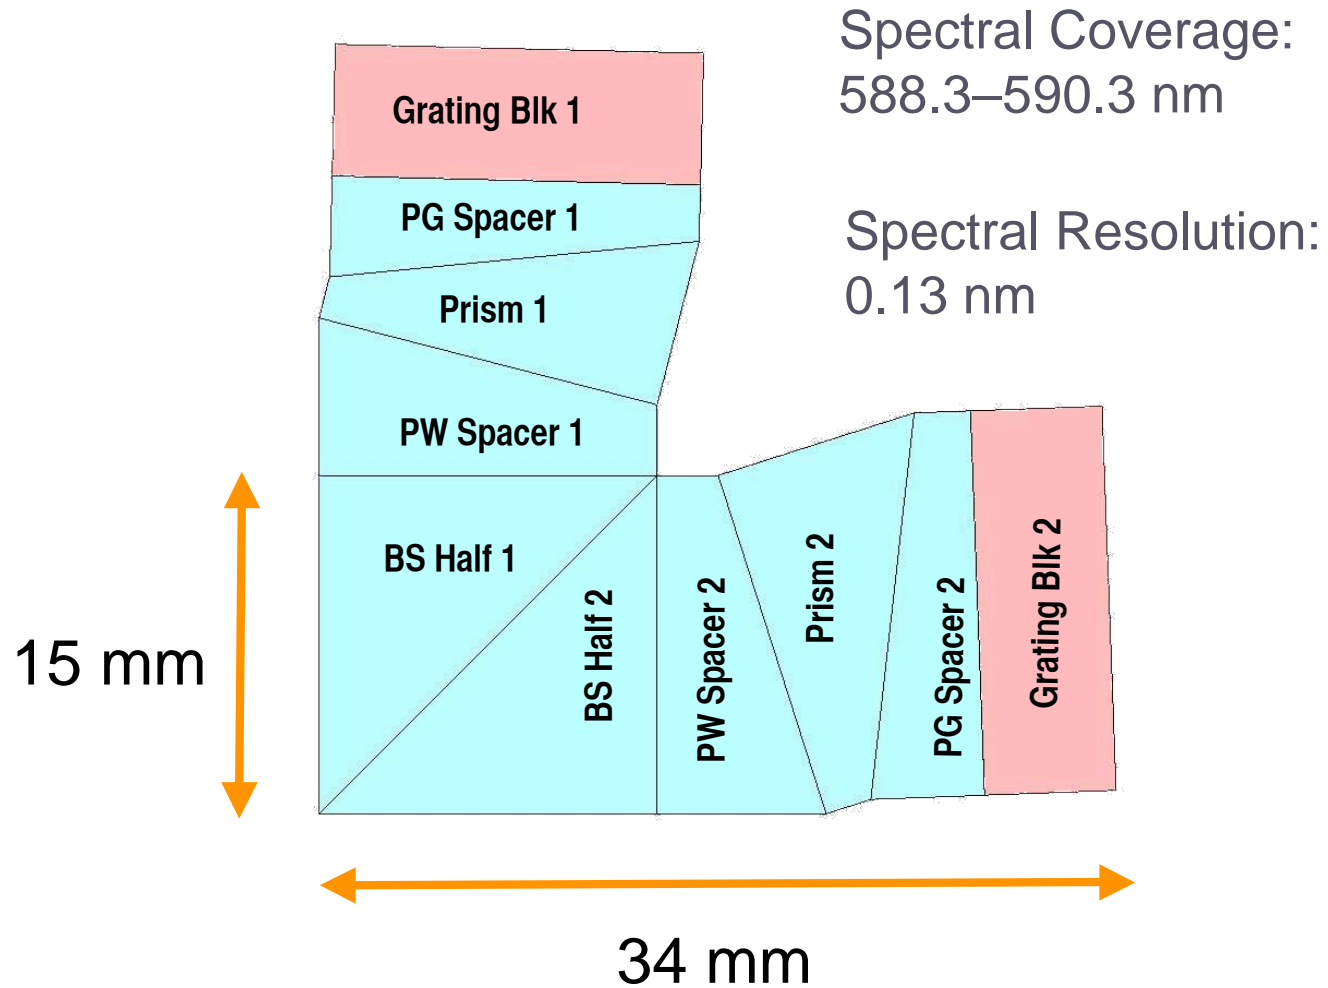 Spectral Coverage:
588.3–590.3 nm
Grating Blk 1
PG Spacer 1
Spectral Resolution:
0.13 nm
Prism 1
PW Spacer 1
BS Half 1
BS Half 2
PW Spacer 2
Prism 2
PG Spacer 2
Grating Blk 2
15 mm
34 mm